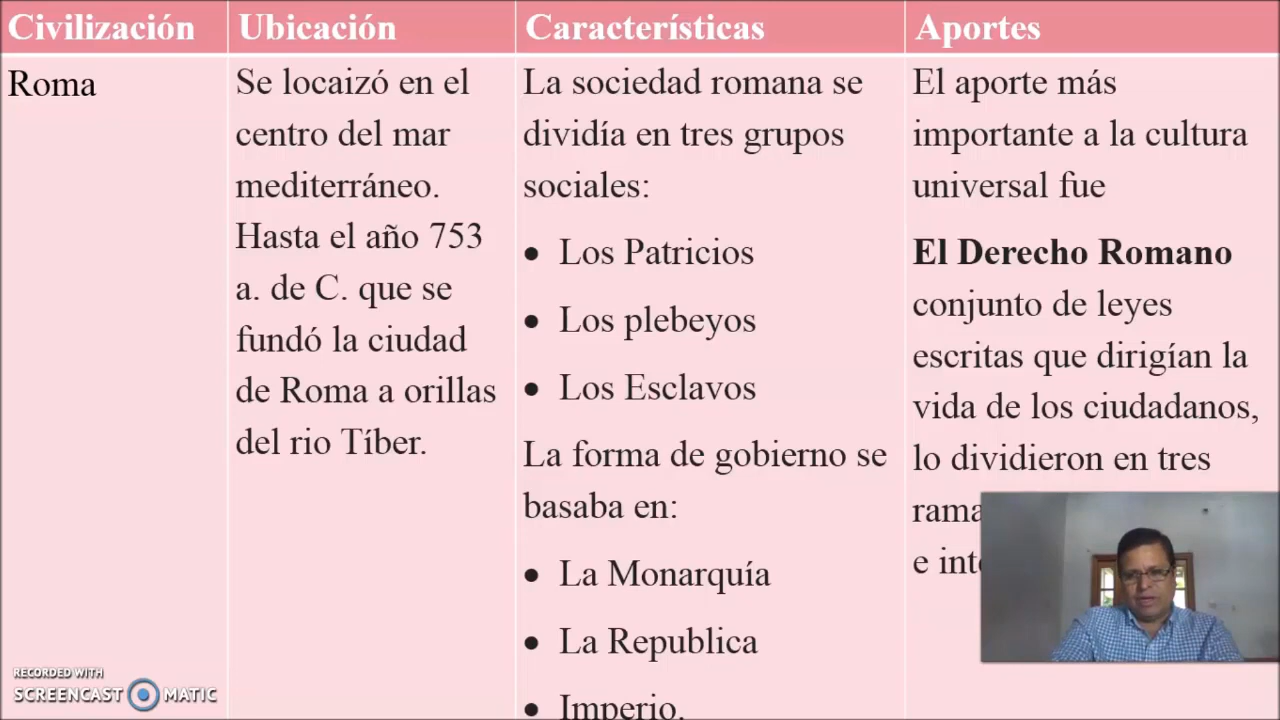 Civilización
Ubicación
Características
Aportes
Roma
Se locaizó en el
centro del mar
mediterráneo.
Hasta el año 753
a. de C. que se
fundó la ciudad
de Roma a orillas
del rio Tíber.
La sociedad romana se
dividía en tres grupos
sociales:
• Los Patricios
• Los plebeyos
• Los Esclavos
La forma de gobierno se
basaba en:
• La Monarquía
• La Republica
• Imperio.
El aporte más
importante a la cultura
universal fue
El Derecho Romano
conjunto de leyes
escritas que dirigían la
vida de los ciudadanos,
lo dividieron en tres
e
RECORDED WITH
SCREENCAST MATIC